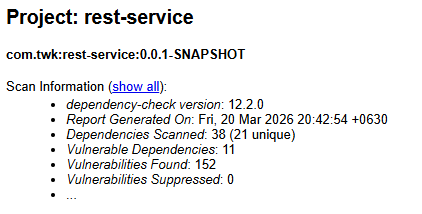 Project: rest-service
com.twk:rest-service:0.0.1-SNAPSHOT
Scan Information (show all):
• dependency-check version: 12.2.0
• Report Generated On: Fri, 20 Mar 2026 20:42:54 +0630
• Dependencies Scanned: 38 (21 unique)
• Vulnerable Dependencies: 11
• Vulnerabilities Found: 152
• Vulnerabilities Suppressed: 0
• ...